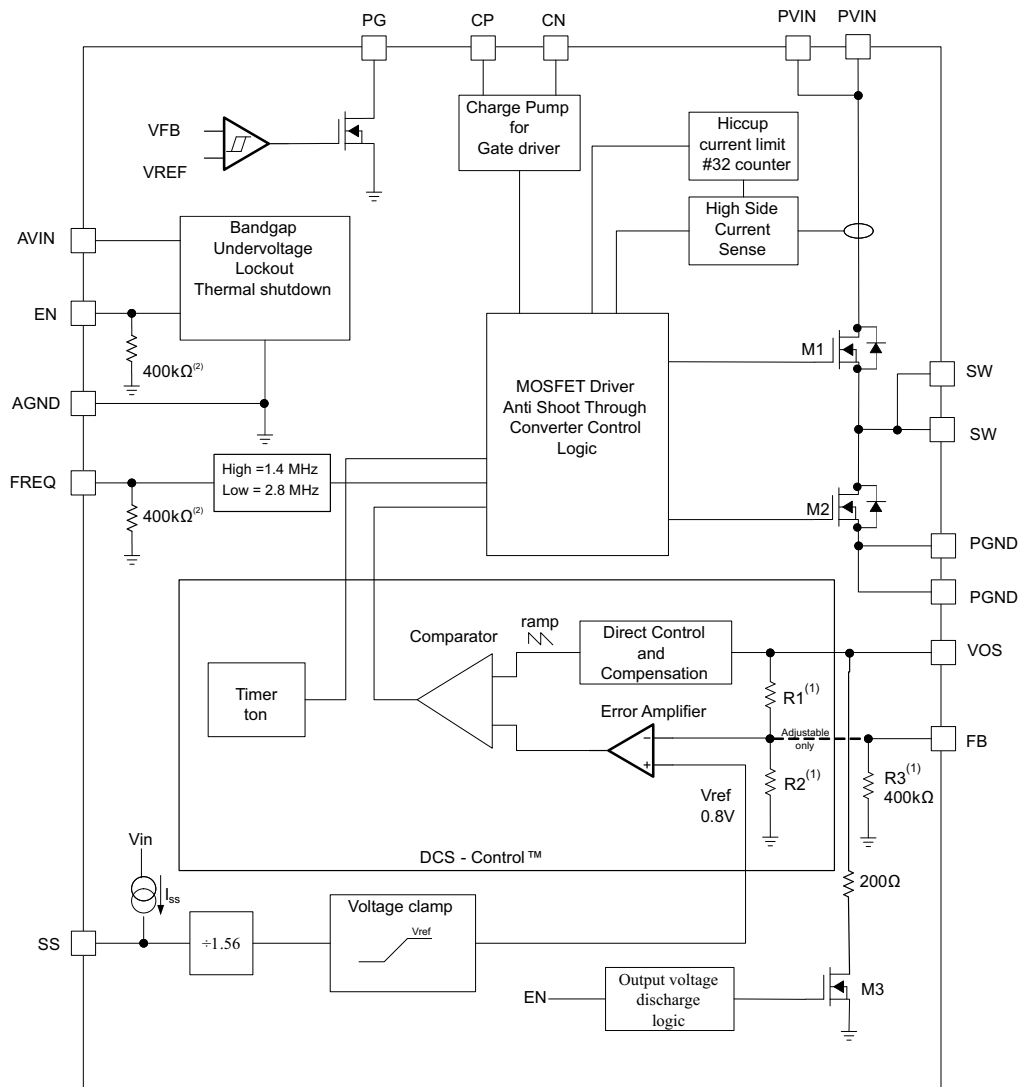 PG
CP
CN
PVIN
PVIN
VFB
VREF
Charge Pump
for
Gate driver
Hiccup
current limit
#32 counter
High Side
Current
Sense
AVIN
Bandgap
Undervoltage
Lockout
Thermal shutdown
EN
400kΩ(2)
AGND
FREQ
High =1.4 MHz
Low = 2.8 MHz
400kΩ(2)
MOSFET Driver
Anti Shoot Through
Converter Control
Logic
M1
SW
SW
M2
PGND
PGND
VOS
FB
Timer
ton
Comparator
ramp
Direct Control
and
Compensation
Error Amplifier
R1(1)
Adjustable
only
R2(1)
R3(1)
400kΩ
−
+
Vref
0.8V
DCS - Control™
200Ω
Vin
Iss
SS
÷1.56
Voltage clamp
Vref
EN
Output voltage
discharge
logic
M3